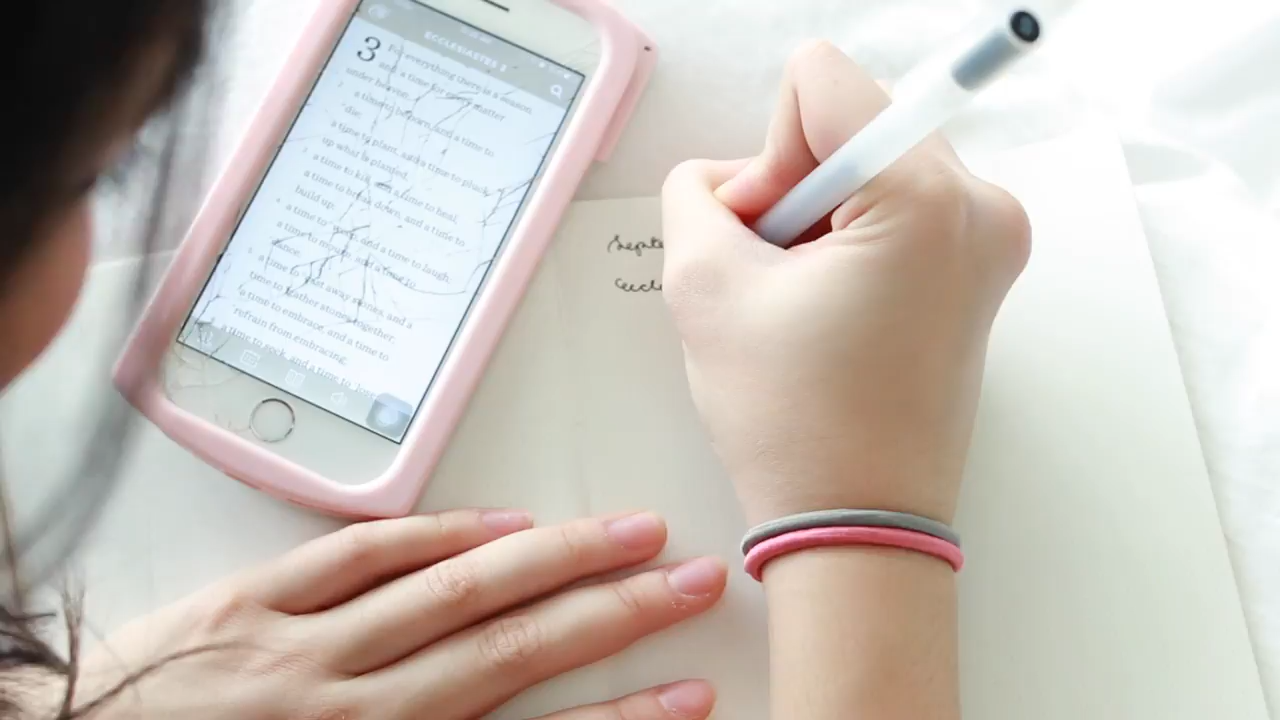 ECCLESIASTES 3
3 For everything there is a season,
and a time for every matter
under heaven:
a time to be born, and a time to
die;
a time to plant, and a time to pluck
up what is planted;
a time to kill, and a time to heal;
a time to break down, and a time to
build up;
a time to weep, and a time to laugh;
a time to mourn, and a time to
dance;
a time to cast away stones, and a
time to gather stones together;
a time to embrace, and a time to
refrain from embracing;
a time to seek, and a time to lose;